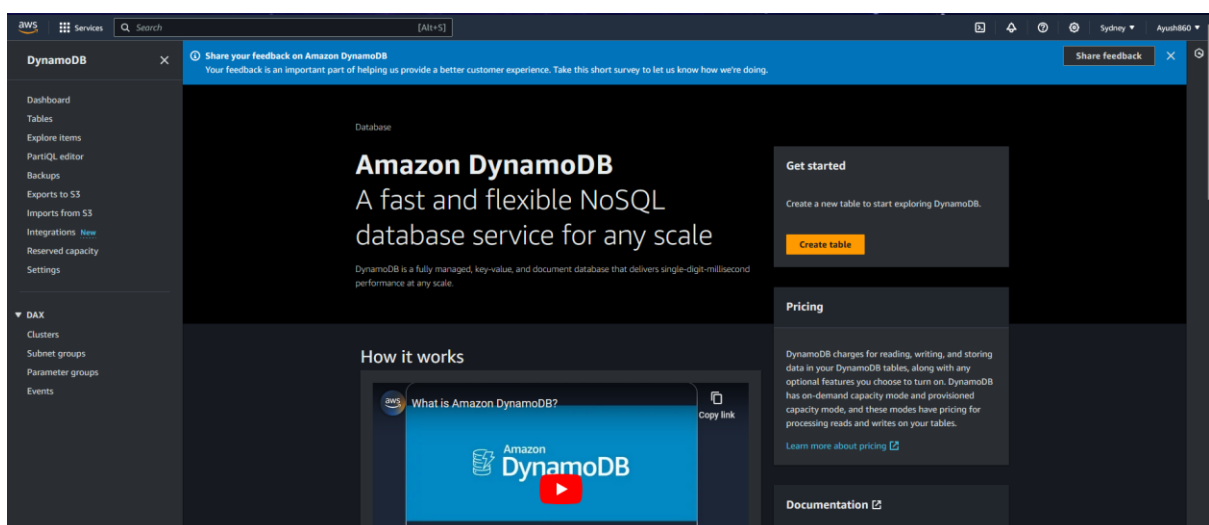 aws
Services
Search
[Alt+S]
Sydney
Ayush860
DynamoDB
Dashboard
Tables
Explore items
PartiQL editor
Backups
Exports to S3
Imports from S3
Integrations New
Reserved capacity
Settings
DAX
Clusters
Subnet groups
Parameter groups
Events
Share your feedback on Amazon DynamoDB
Your feedback is an important part of helping us provide a better customer experience. Take this short survey to let us know how we're doing.
Share feedback
Database
Amazon DynamoDB
A fast and flexible NoSQL
database service for any scale
DynamoDB is a fully managed, key-value, and document database that delivers single-digit-millisecond
performance at any scale.
How it works
aws
What is Amazon DynamoDB?
Copy link
Amazon
DynamoDB
Get started
Create a new table to start exploring DynamoDB.
Create table
Pricing
DynamoDB charges for reading, writing, and storing
data in your DynamoDB tables, along with any
optional features you choose to turn on. DynamoDB
has on-demand capacity mode and provisioned
capacity mode, and these modes have pricing for
processing reads and writes on your tables.
Learn more about pricing
Documentation